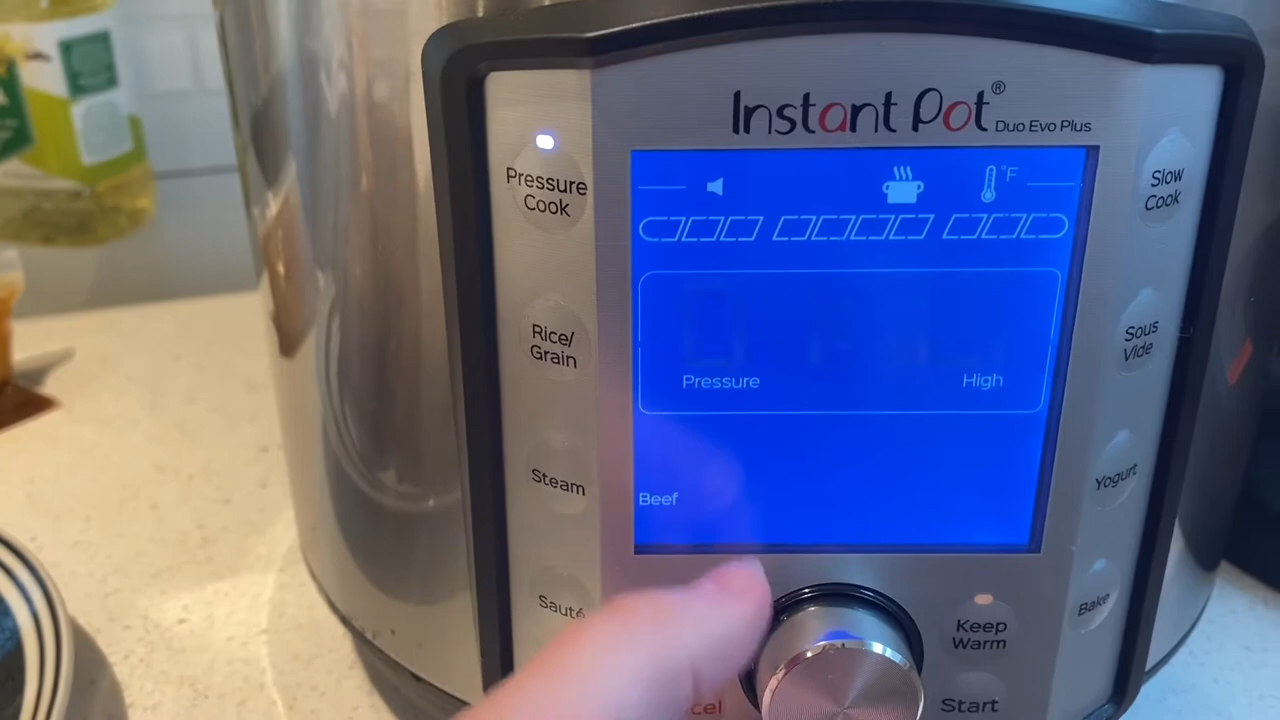 Instant Pot®
Duo Evo Plus
Pressure
Cook
Rice/
Grain
Steam
Sauté
°F
Pressure
High
Beef
Slow
Cook
Sous
Vide
Yogurt
Bake
Keep
Warm
Start
cel